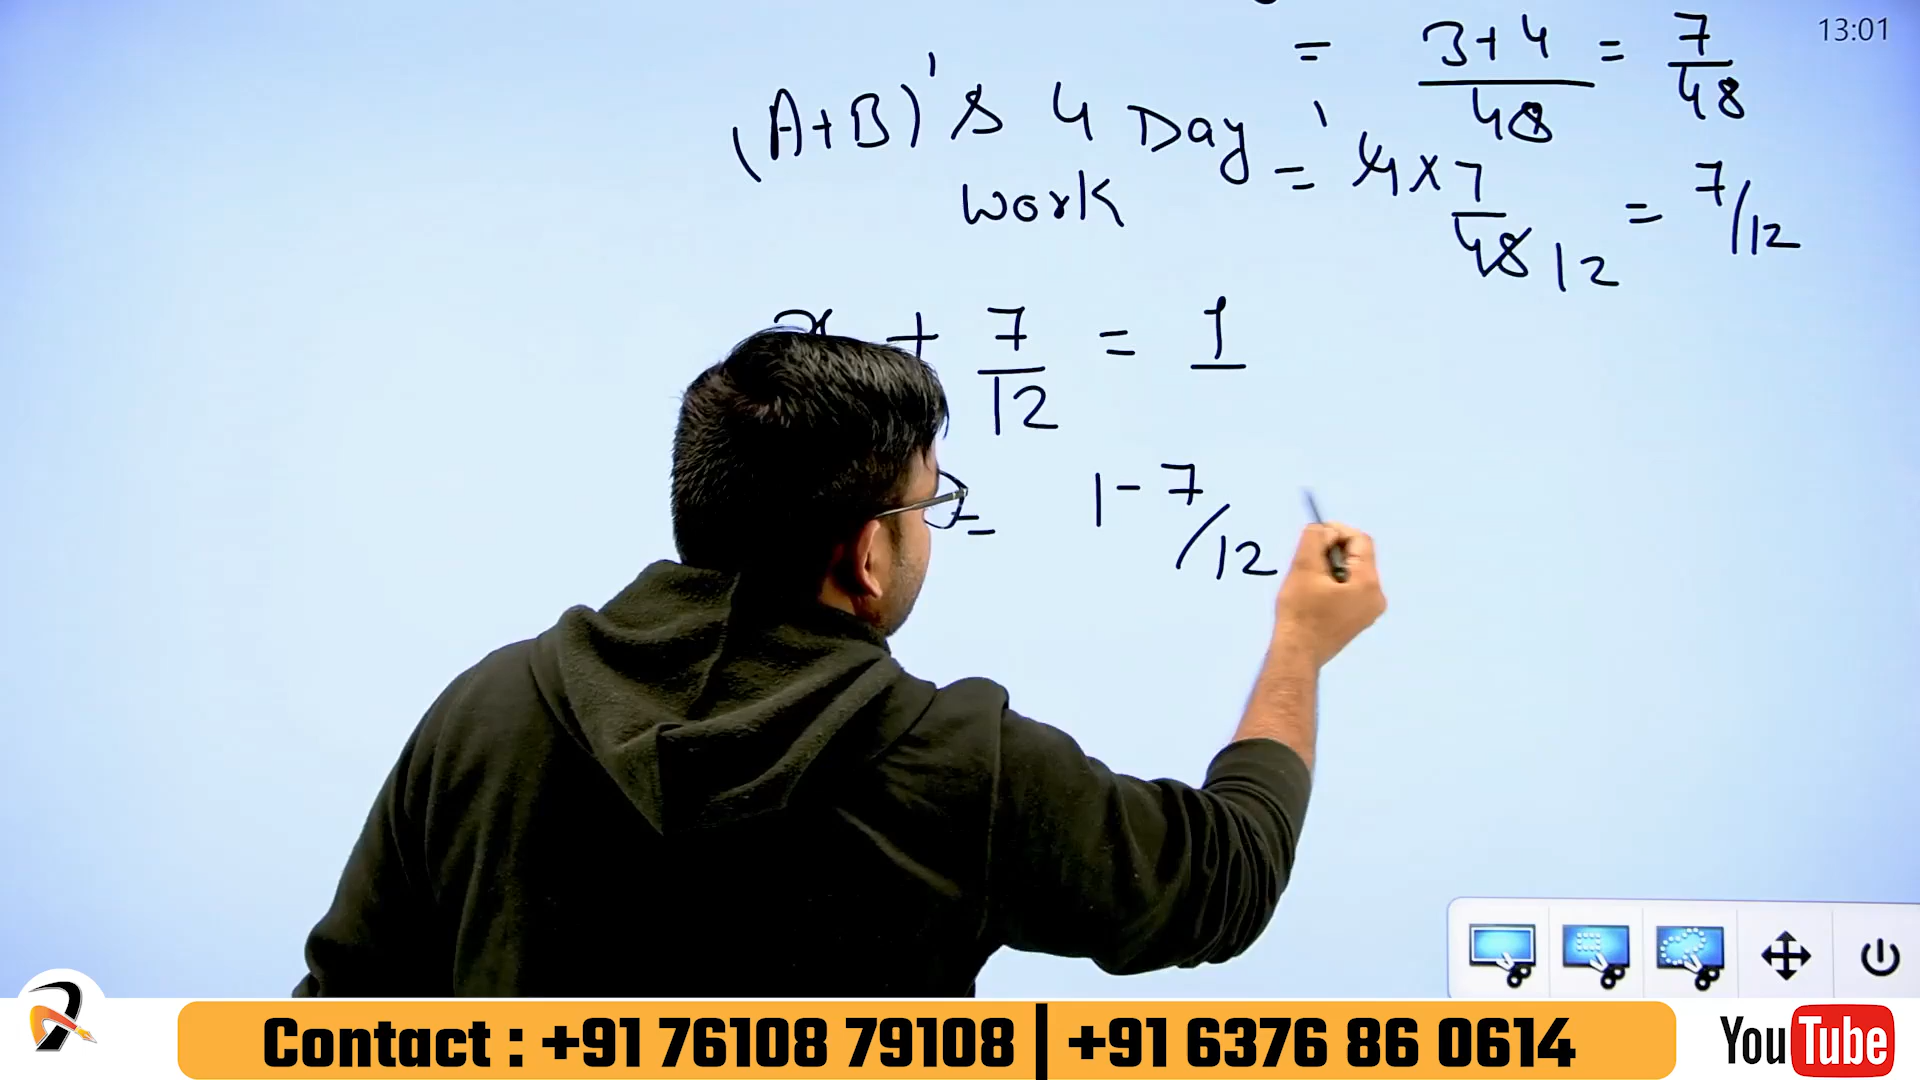 13:01
= 3+4/48 = 7/48
(A+B)'s 4 Day'
work = 4×7/48 12 = 7/12
x + 7/12 = 1
= 1-7/12
Contact : +91 76108 79108 | +91 6376 86 0614
YouTube